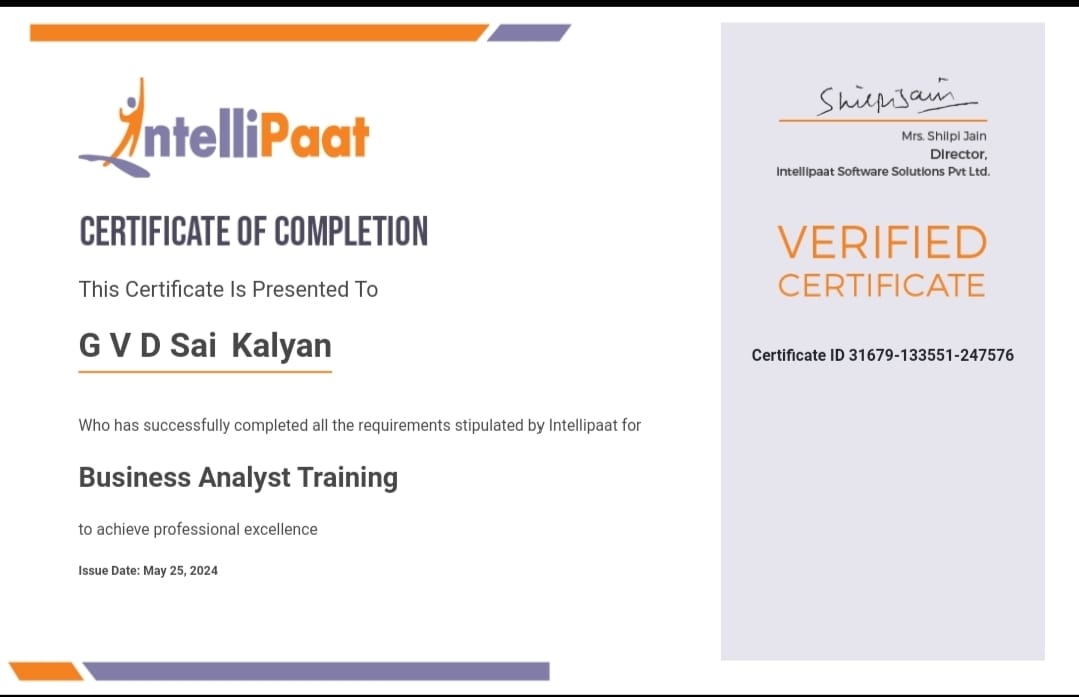 IntelliPaat
CERTIFICATE OF COMPLETION
This Certificate Is Presented To
G V D Sai Kalyan
Who has successfully completed all the requirements stipulated by Intellipaat for
Business Analyst Training
to achieve professional excellence
Issue Date: May 25, 2024
Shilpi Jain
Mrs. Shilpi Jain
Director,
Intellipaat Software Solutions Pvt Ltd.
VERIFIED
CERTIFICATE
Certificate ID 31679-133551-247576